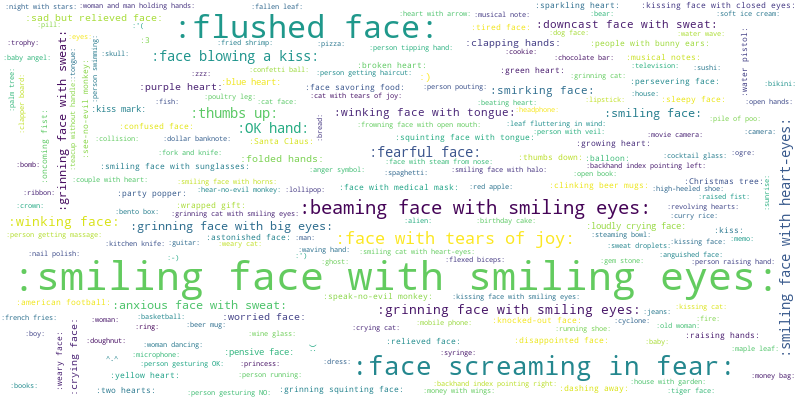 :night with stars: :woman and man holding hands: :fallen leaf: :sparkling heart: :kissing face with closed eyes:
:sad but relieved face: :flushed face: :heart with arrow: :musical note: :bear: :soft ice cream:
:pill: :'( :tired face: :downcast face with sweat:
:trophy: :eyes: :3 :fried shrimp: :pizza: :person tipping hand: :clapping hands: :dog face: :water wave:
:baby angel: :skull: :face blowing a kiss: :cookie: :people with bunny ears:
:broken heart: :chocolate bar: :musical notes:
:zzz: :confetti ball: :person getting haircut: :) :green heart: :television: :sushi:
:purple heart: :blue heart: :grinning cat: :persevering face: :bikini:
:poultry leg: :cat face: :face savoring food: :person pouting: :smirking face: :house:
:fish: :cat with tears of joy: :beating heart: :lipstick: :sleepy face: :open hands:
:kiss mark: :thumbs up: :winking face with tongue: :headphone: :smiling face: :pile of poo:
:confused face: :OK hand: :frowning face with open mouth: :leaf fluttering in wind:
:collision: :dollar banknote: :squinting face with tongue: :person with veil: :movie camera: :camera:
:Santa Claus: :growing heart:
:fork and knife: :fearful face: :cocktail glass: :ogre:
:bomb: :folded hands: :face with steam from nose: :thumbs down: :balloon:
:smiling face with sunglasses: :angry symbol: :spaghetti: :smiling face with halo: :backhand index pointing left:
:couple with heart: :smiling face with horns: :open book: :Christmas tree:
:ribbon: :party popper: :hear-no-evil monkey: :lollipop: :face with medical mask: :red apple: :clinking beer mugs: :high-heeled shoe:
:crown: :wrapped gift: :raised fist:
:bento box: :grinning cat with smiling eyes: :beaming face with smiling eyes: :revolving hearts:
:winking face: :alien: :birthday cake: :curry rice:
:grinning face with big eyes: :loudly crying face: :kiss:
:person getting massage: :astonished face: :man: :face with tears of joy: :steaming bowl: :kissing face: :memo:
:kitchen knife: :guitar: :weary cat: :waving hand: :smiling cat with heart-eyes: :sweat droplets: :anguished face:
:nail polish: :-) :") :ghost: :flexed biceps: :gem stone: :person raising hand:
:smiling face with smiling eyes:
:american football: :speak-no-evil monkey: :kissing face with smiling eyes:
:anxious face with sweat: :grinning face with smiling eyes: :jeans: :kissing cat:
:french fries: :woman: :basketball: :worried face: :mobile phone: :knocked-out face: :cyclone: :fire:
:boy: :ring: :beer mug: :crying cat: :running shoe: :old woman:
:doughnut: :wine glass: :relieved face: :disappointed face: :baby: :raising hands:
:woman dancing:
:microphone: :pensive face: :syringe: :maple leaf:
^.^ :person gesturing OK: :princess: :dress: :face screaming in fear:
:yellow heart: :person running: :money bag:
:books: :two hearts: :person gesturing NO: :grinning squinting face: :backhand index pointing right: :house with garden:
:money with wings: :dashing away: :tiger face:
:palm tree:
:clapper board:
:oncoming fist:
:grinning face with sweat:
:tongue:
:teacup without handle:
:see-no-evil monkey:
:person swimming:
:bread:
:water pistol:
:sunrise:
:smiling face with heart-eyes:
:weary face:
:crying face: